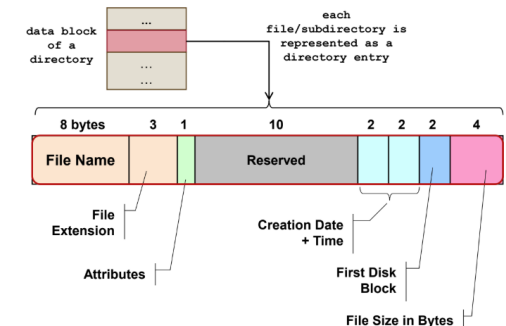 data block
of a
directory
...
...
...
each
file/subdirectory is
represented as a
directory entry
8 bytes 3 1 10 2 2 2 4
File Name Reserved
File
Extension
Attributes
Creation Date
+ Time
First Disk
Block
File Size in Bytes